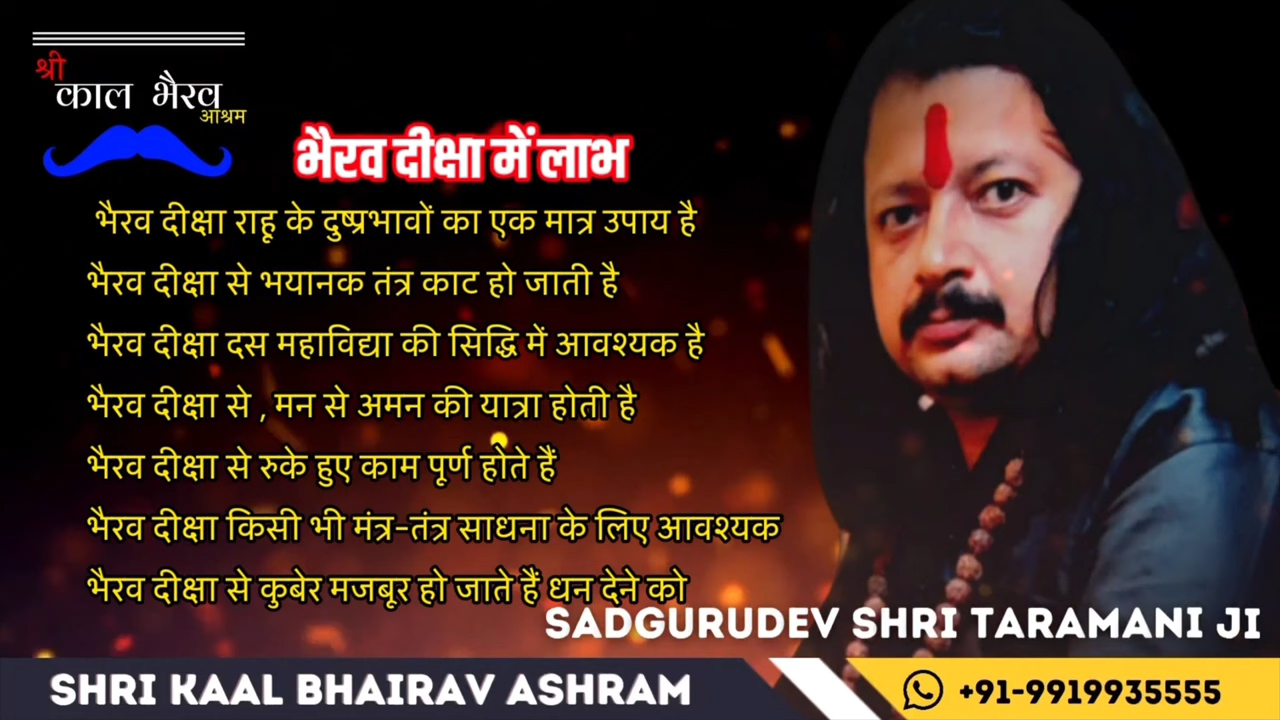 श्री
काल भैरव
आश्रम
भैरव दीक्षा में लाभ
भैरव दीक्षा राहू के दुष्प्रभावों का एक मात्र उपाय है
भैरव दीक्षा से भयानक तंत्र काट हो जाती है
भैरव दीक्षा दस महाविद्या की सिद्धि में आवश्यक है
भैरव दीक्षा से , मन से अमन की यात्रा होती है
भैरव दीक्षा से रुके हुए काम पूर्ण होते हैं
भैरव दीक्षा किसी भी मंत्र-तंत्र साधना के लिए आवश्यक
भैरव दीक्षा से कुबेर मजबूर हो जाते हैं धन देने को
SADGURUDEV SHRI TARAMANI JI
SHRI KAAL BHAIRAV ASHRAM
+91-9919935555